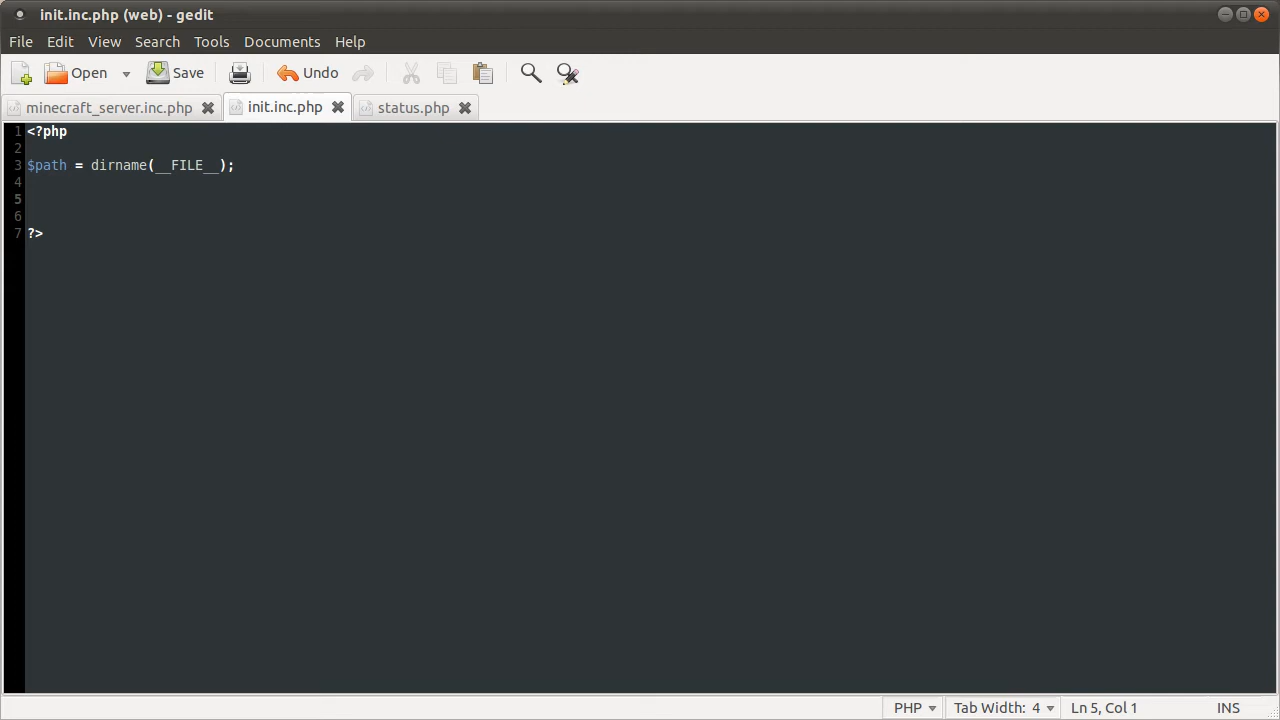 init.inc.php (web) - gedit
File Edit View Search Tools Documents Help
Open Save Undo
minecraft_server.inc.php init.inc.php status.php
1 <?php
2
3 $path = dirname(__FILE__);
4
5
6
7 ?>
PHP Tab Width: 4 Ln 5, Col 1 INS